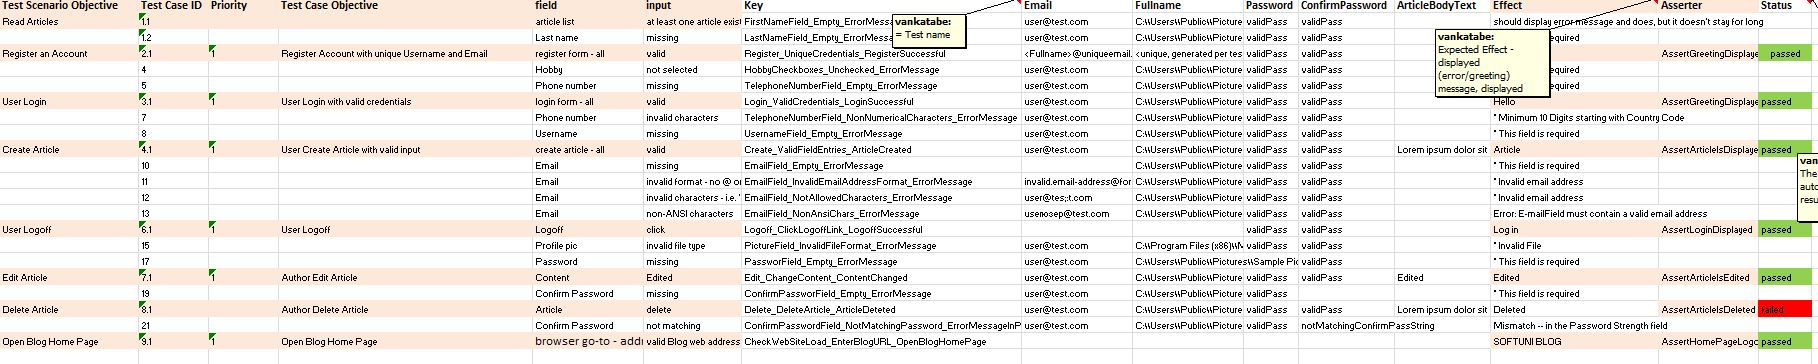 Test Scenario Objective Test Case ID Priority Test Case Objective field input Key Email Fullname Password ConfirmPassword ArticleBodyText Effect Asserter Status
Read Articles 1.1 article list at least one article exist FirstNameField_Empty_ErrorMessa user@test.com C:\\Users\\Public\\Picture validPass validPass should display error message and does, but it doesn't stay for long
1.2 Last name missing LastNameField_Empty_ErrorMessa user@test.com C:\\Users\\Public\\Picture validPass validPass required
vankatabe:
= Test name
Register an Account 2.1 1 Register Account with unique Username and Email register form - all valid Register_UniqueCredentials_RegisterSuccessful <Fullname>@uniqueemail. <unique, generated per tes validPass validPass AssertGreetingDisplaye passed
vankatabe:
Expected Effect -
displayed
(error/greeting)
message, displayed
4 Hobby not selected HobbyCheckboxes_Unchecked_ErrorMessage user@test.com C:\\Users\\Public\\Picture validPass validPass required
5 Phone number missing TelephoneNumberField_Empty_ErrorMessage user@test.com C:\\Users\\Public\\Picture validPass validPass required
User Login 3.1 1 User Login with valid credentials login form - all valid Login_ValidCredentials_LoginSuccessful user@test.com C:\\Users\\Public\\Picture validPass validPass Hello AssertGreetingDisplaye passed
7 Phone number invalid characters TelephoneNumberField_NonNumericalCharacters_ErrorMessage user@test.com C:\\Users\\Public\\Picture validPass validPass * Minimum 10 Digits starting with Country Code
8 Username missing UsernameField_Empty_ErrorMessage user@test.com C:\\Users\\Public\\Picture validPass validPass * This field is required
Create Article 4.1 1 User Create Article with valid input create article - all valid Create_ValidFieldEntries_ArticleCreated user@test.com C:\\Users\\Public\\Picture validPass validPass Lorem ipsum dolor sit Article AssertArticleIsDisplaye passed
10 Email missing EmailField_Empty_ErrorMessage C:\\Users\\Public\\Picture validPass validPass * This field is required
11 Email invalid format - no @ o EmailField_InvalidEmailAddressFormat_ErrorMessage invalid.email-address@for C:\\Users\\Public\\Picture validPass validPass * Invalid email address
12 Email invalid characters - i.e. ' EmailField_NotAllowedCharacters_ErrorMessage user@tes;:t.com C:\\Users\\Public\\Picture validPass validPass * Invalid email address
13 Email non-ANSI characters EmailField_NonAnsiChars_ErrorMessage C:\\Users\\Public\\Picture validPass validPass Error: E-mailField must contain a valid email address
van
The
auto
resu
User Logoff 6.1 1 User Logoff Logoff click Logoff_ClickLogoffLink_LogoffSuccessful validPass validPass Log in AssertLoginDisplayed passed
15 Profile pic invalid file type PictureField_InvalidFileFormat_ErrorMessage user@test.com C:\\Program Files (x86)\\M validPass validPass * Invalid File
17 Password missing PassworField_Empty_ErrorMessage user@test.com C:\\Users\\Public\\Pictures\\Sample Pic validPass * This field is required
Edit Article 7.1 1 Author Edit Article Content Edited Edit_ChangeContent_ContentChanged user@test.com C:\\Users\\Public\\Picture validPass validPass Edited Edited AssertArticleIsEdited passed
19 Confirm Password missing ConfirmPassworField_Empty_ErrorMessage user@test.com C:\\Users\\Public\\Picture validPass * This field is required
Delete Article 8.1 1 Author Delete Article Article delete Delete_DeleteArticle_ArticleDeleted user@test.com C:\\Users\\Public\\Picture validPass validPass Lorem ipsum dolor sit Deleted AssertArticleIsDeleted failed
21 Confirm Password not matching ConfirmPasswordField_NotMatchingPassword_ErrorMessageInP user@test.com C:\\Users\\Public\\Picture validPass notMatchingConfirmPassString Mismatch -- in the Password Strength field
Open Blog Home Page 9.1 1 Open Blog Home Page browser go-to - addr valid Blog web address CheckWebSiteLoad_EnterBlogURL_OpenBlogHomePage SOFTUNI BLOG AssertHomePageLogo passed